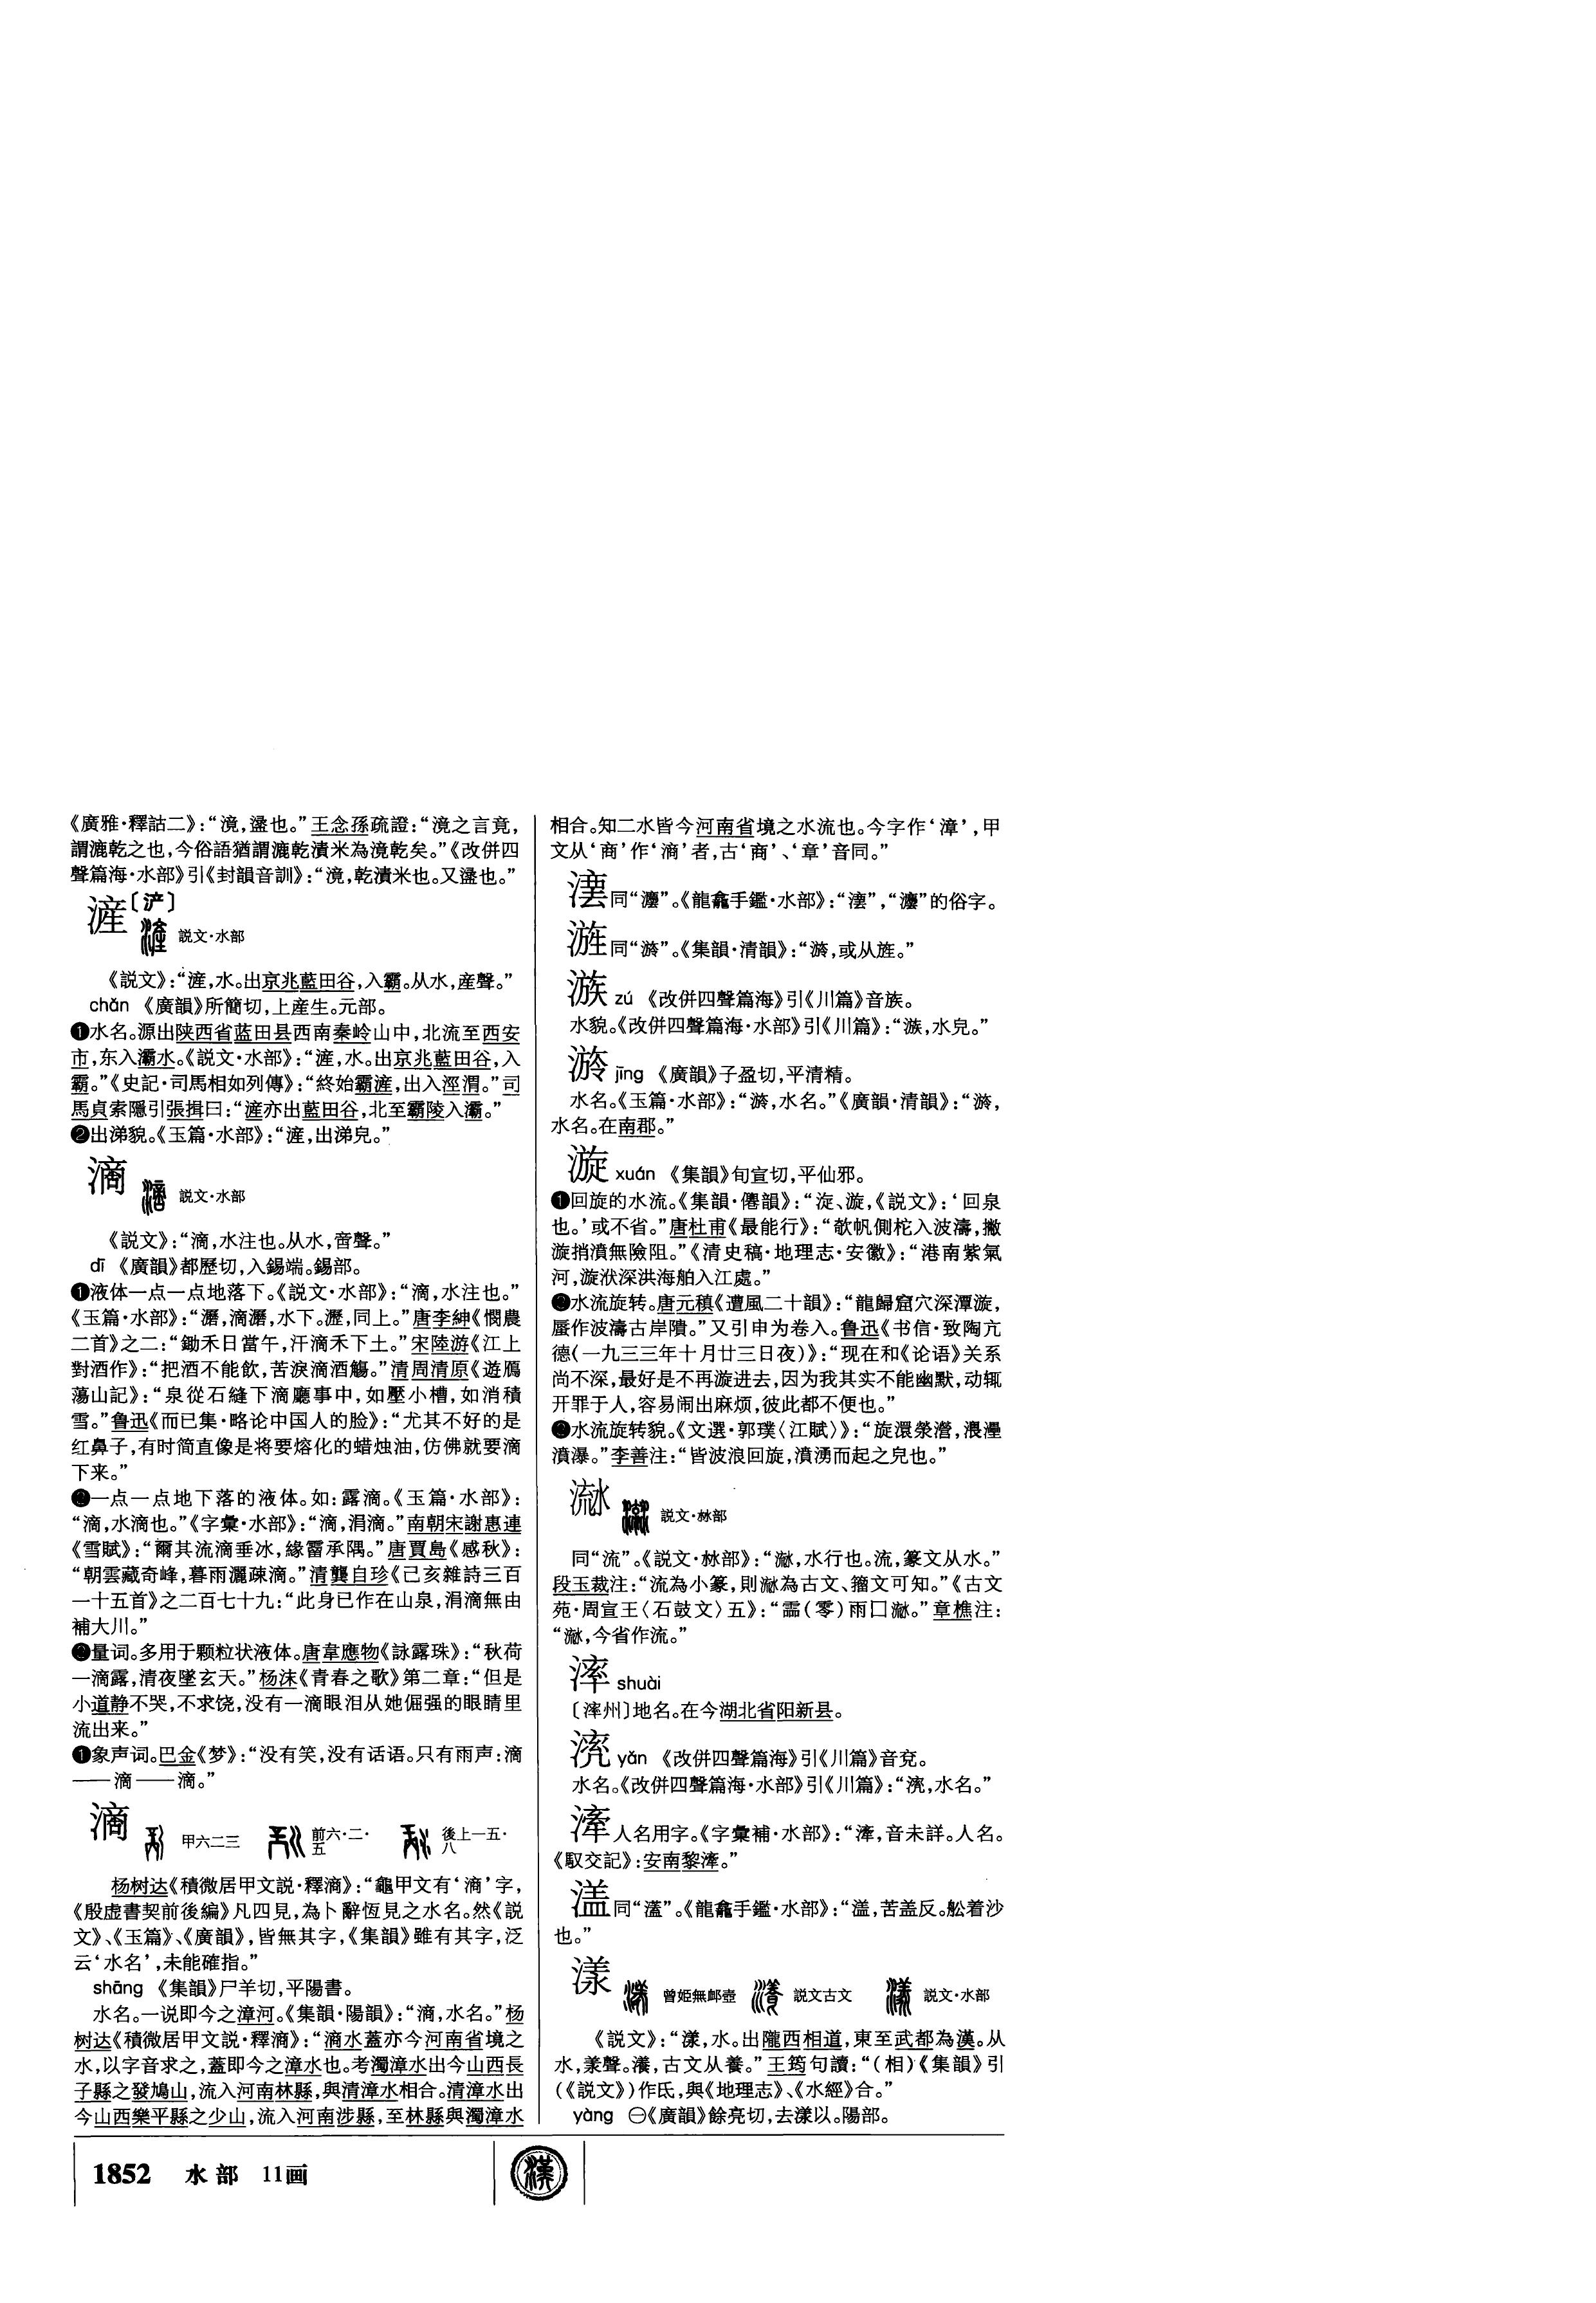 《廣雅·釋詁二》：“滰，盝也。”王念孫疏證：“滰之言竟，
謂漉乾之也，今俗語猶謂漉乾漬米為滰乾矣。”《改併四
聲篇海·水部》引《封韻音訓》：“滰，乾漬米也。又盝也。”
滻〔浐〕
説文·水部
《説文》：“滻，水。出京兆藍田谷，入霸。从水，産聲。”
chǎn 《廣韻》所簡切，上産生。元部。
❶水名。源出陕西省蓝田县西南秦岭山中，北流至西安
市，东入灞水。《説文·水部》：“滻，水。出京兆藍田谷，入
霸。”《史記·司馬相如列傳》：“終始霸滻，出入涇渭。”司
馬貞索隱引張揖曰：“滻亦出藍田谷，北至霸陵入灞。”
❷出涕貌。《玉篇·水部》：“滻，出涕皃。”
滴
説文·水部
《説文》：“滴，水注也。从水，啻聲。”
dī 《廣韻》都歷切，入錫端。錫部。
❶液体一点一点地落下。《説文·水部》：“滴，水注也。”
《玉篇·水部》：“瀝，滴瀝，水下。瀝，同上。”唐李紳《憫農
二首》之二：“鋤禾日當午，汗滴禾下土。”宋陸游《江上
對酒作》：“把酒不能飲，苦淚滴酒觴。”清周清原《遊鴈
蕩山記》：“泉從石縫下滴廳事中，如壓小槽，如消積
雪。”鲁迅《而已集·略论中国人的脸》：“尤其不好的是
红鼻子，有时简直像是将要熔化的蜡烛油，仿佛就要滴
下来。”
❷一点一点地下落的液体。如：露滴。《玉篇·水部》：
“滴，水滴也。”《字彙·水部》：“滴，涓滴。”南朝宋謝惠連
《雪賦》：“爾其流滴垂冰，緣霤承隅。”唐賈島《感秋》：
“朝雲藏奇峰，暮雨灑疎滴。”清龔自珍《己亥雜詩三百
一十五首》之二百七十九：“此身已作在山泉，涓滴無由
補大川。”
❸量词。多用于颗粒状液体。唐韋應物《詠露珠》：“秋荷
一滴露，清夜墜玄天。”杨沫《青春之歌》第二章：“但是
小道静不哭，不求饶，没有一滴眼泪从她倔强的眼睛里
流出来。”
❹象声词。巴金《梦》：“没有笑，没有话语。只有雨声：滴
——滴——滴。”
滳
甲六二三 前六·二·五 後上一五·八
杨树达《積微居甲文説·釋滳》：“龜甲文有‘滳’字，
《殷虛書契前後編》凡四見，為卜辭恆見之水名。然《説
文》、《玉篇》、《廣韻》，皆無其字，《集韻》雖有其字，泛
云‘水名’，未能確指。”
shāng 《集韻》尸羊切，平陽書。
水名。一说即今之漳河。《集韻·陽韻》：“滳，水名。”杨
树达《積微居甲文説·釋滳》：“滳水蓋亦今河南省境之
水，以字音求之，蓋即今之漳水也。考濁漳水出今山西長
子縣之發鳩山，流入河南林縣，與清漳水相合。清漳水出
今山西樂平縣之少山，流入河南涉縣，至林縣與濁漳水
相合。知二水皆今河南省境之水流也。今字作‘漳’，甲
文从‘商’作‘滳’者，古‘商’、‘章’音同。”
同“瀍”。《龍龕手鑑·水部》：“”，“瀍”的俗字。
同“”。《集韻·清韻》：“，或从旌。”
zú 《改併四聲篇海》引《川篇》音族。
水貌。《改併四聲篇海·水部》引《川篇》：“，水皃。”
jīng 《廣韻》子盈切，平清精。
水名。《玉篇·水部》：“，水名。”《廣韻·清韻》：“，
水名。在南郡。”
漩 xuán 《集韻》旬宣切，平仙邪。
❶回旋的水流。《集韻·僊韻》：“淀、漩，《説文》：‘回泉
也。’或不省。”唐杜甫《最能行》：“欹帆側柁入波濤，撇
漩捎濆無險阻。”《清史稿·地理志·安徽》：“港南紫氣
河，漩洑深洪海舶入江處。”
❷水流旋转。唐元稹《遭風二十韻》：“龍歸窟穴深潭漩，
蜃作波濤古岸隤。”又引申为卷入。鲁迅《书信·致陶亢
德（一九三三年十月廿三日夜）》：“现在和《论语》关系
尚不深，最好是不再漩进去，因为我其实不能幽默，动辄
开罪于人，容易闹出麻烦，彼此都不便也。”
❸水流旋转貌。《文選·郭璞〈江賦〉》：“旋澴滎瀯，渨㵽
濆瀑。”李善注：“皆波浪回旋，濆湧而起之皃也。”
㵗
説文·沝部
同“流”。《説文·沝部》：“㵗，水行也。流，篆文从水。”
段玉裁注：“流為小篆，則㵗為古文、籀文可知。”《古文
苑·周宣王〈石鼓文〉五》：“霝（零）雨囗㵗。”章樵注：
“㵗，今省作流。”
shuài
〔州〕地名。在今湖北省阳新县。
yǎn 《改併四聲篇海》引《川篇》音兗。
水名。《改併四聲篇海·水部》引《川篇》：“，水名。”
人名用字。《字彙補·水部》：“，音未詳。人名。
《馭交記》：安南黎。”
同“濭”。《龍龕手鑑·水部》：“，苦盖反。舩着沙
也。”
漾
曾姬無卹壺 説文古文 説文·水部
《説文》：“漾，水。出隴西相道，東至武都為漢。从
水，羕聲。瀁，古文从養。”王筠句讀：“（相）《集韻》引
（《説文》）作氐，與《地理志》、《水經》合。”
yàng ㊀《廣韻》餘亮切，去漾以。陽部。
1852 水部 11画
漢